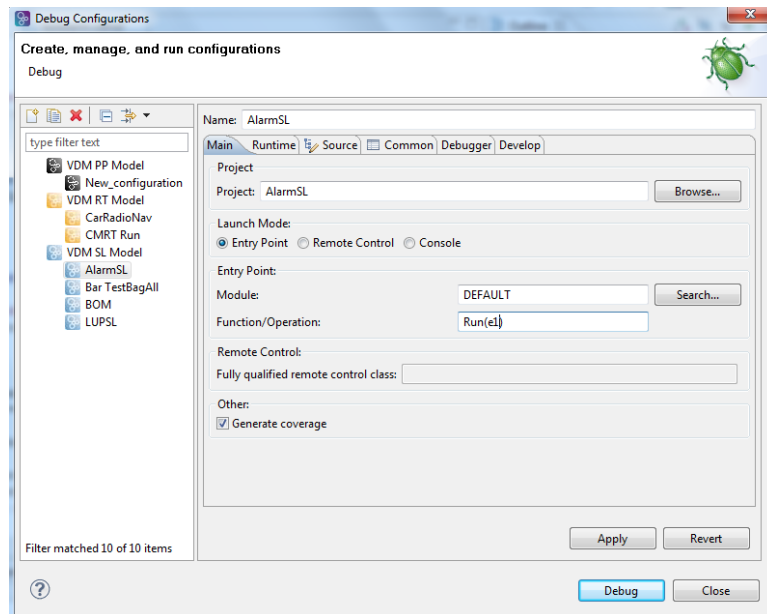 Debug Configurations
Create, manage, and run configurations
Debug
type filter text
VDM PP Model
New_configuration
VDM RT Model
CarRadioNav
CMRT Run
VDM SL Model
AlarmSL
Bar TestBagAll
BOM
LUPSL
Filter matched 10 of 10 items
Name: AlarmSL
Main Runtime Source Common Debugger Develop
Project
Project: AlarmSL Browse...
Launch Mode:
Entry Point Remote Control Console
Entry Point:
Module: DEFAULT Search...
Function/Operation: Run(e1)
Remote Control:
Fully qualified remote control class:
Other:
Generate coverage
Apply Revert
? Debug Close